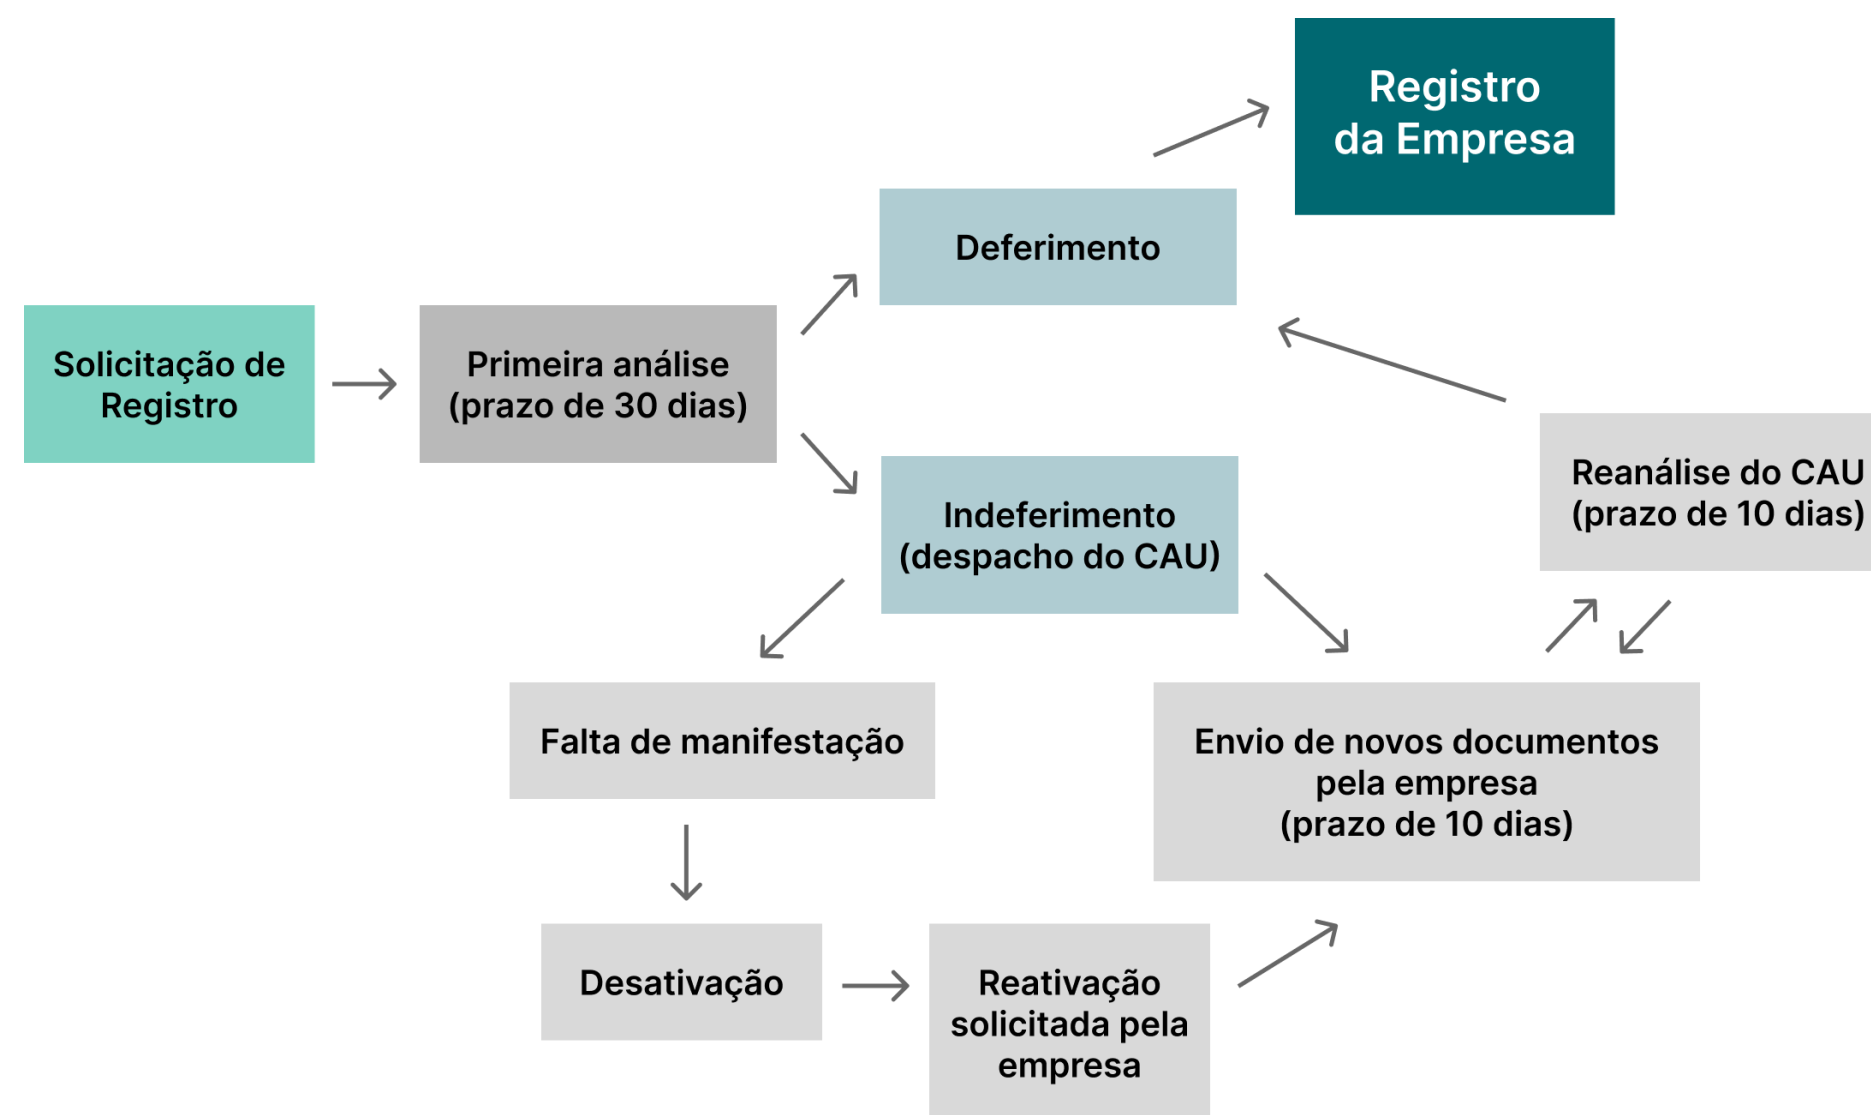 Registro
da Empresa
Deferimento
Solicitação de
Registro
Primeira análise
(prazo de 30 dias)
Reanálise do CAU
(prazo de 10 dias)
Indeferimento
(despacho do CAU)
Falta de manifestação
Envio de novos documentos
pela empresa
(prazo de 10 dias)
Desativação
Reativação
solicitada pela
empresa